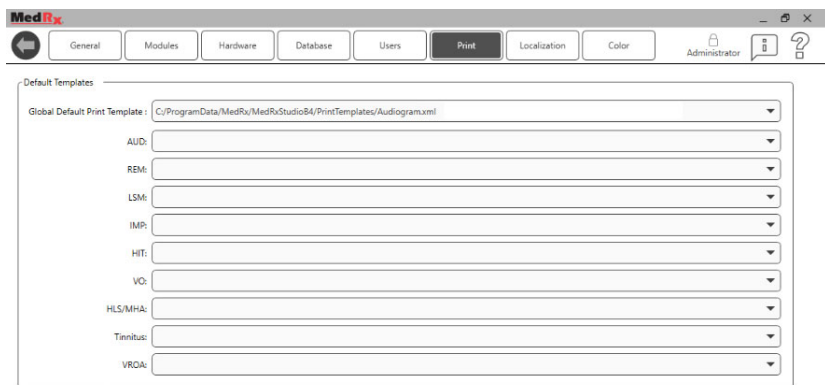 MedRx
General Modules Hardware Database Users Print Localization Color Administrator
Default Templates
Global Default Print Template : C:/ProgramData/MedRx/MedRxStudioB4/PrintTemplates/Audiogram.xml
AUD:
REM:
LSM:
IMP:
HIT:
VO:
HLS/MHA:
Tinnitus:
VROA: